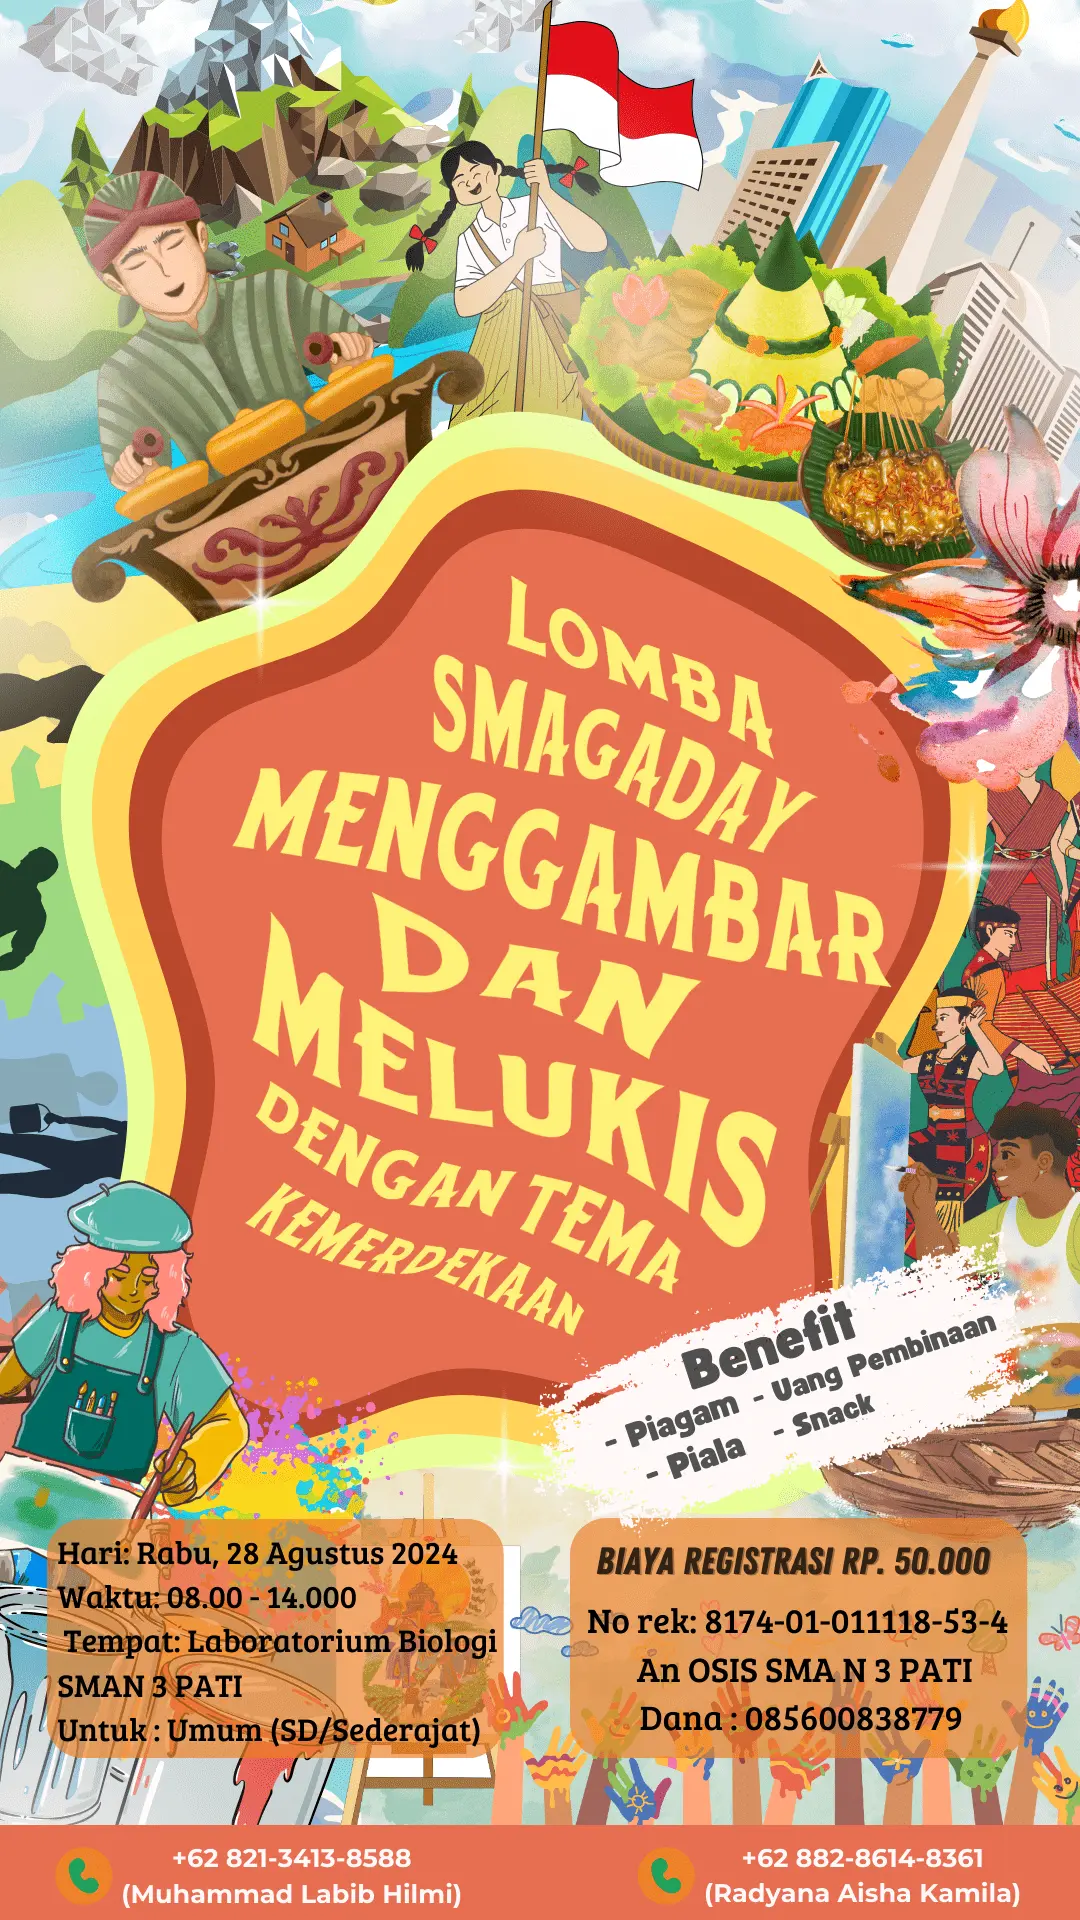 LOMBA
SMAGADAY
MENGGAMBAR
DAN
MELUKIS
DENGAN TEMA
KEMERDEKAAN
Benefit
- Piagam - Uang Pembinaan
- Piala - Snack
Hari: Rabu, 28 Agustus 2024
Waktu: 08.00 - 14.000
Tempat: Laboratorium Biologi
SMAN 3 PATI
Untuk : Umum (SD/Sederajat)
BIAYA REGISTRASI RP. 50.000
No rek: 8174-01-011118-53-4
An OSIS SMA N 3 PATI
Dana : 085600838779
+62 821-3413-8588
(Muhammad Labib Hilmi)
+62 882-8614-8361
(Radyana Aisha Kamila)